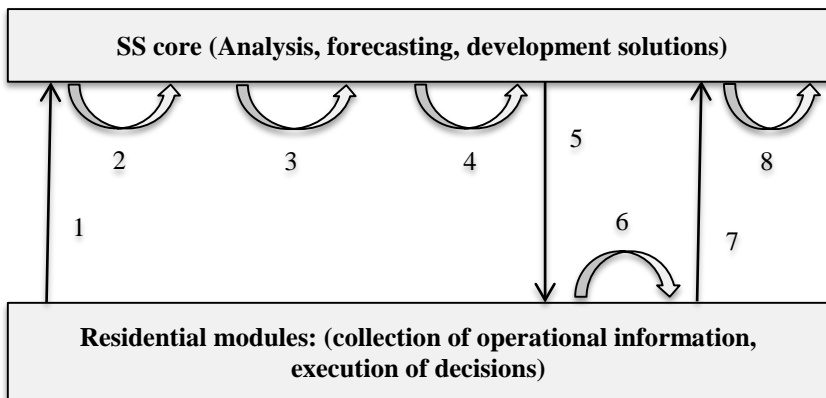 SS core (Analysis, forecasting, development solutions)
2
3
4
5
8
1
6
7
Residential modules: (collection of operational information,
execution of decisions)